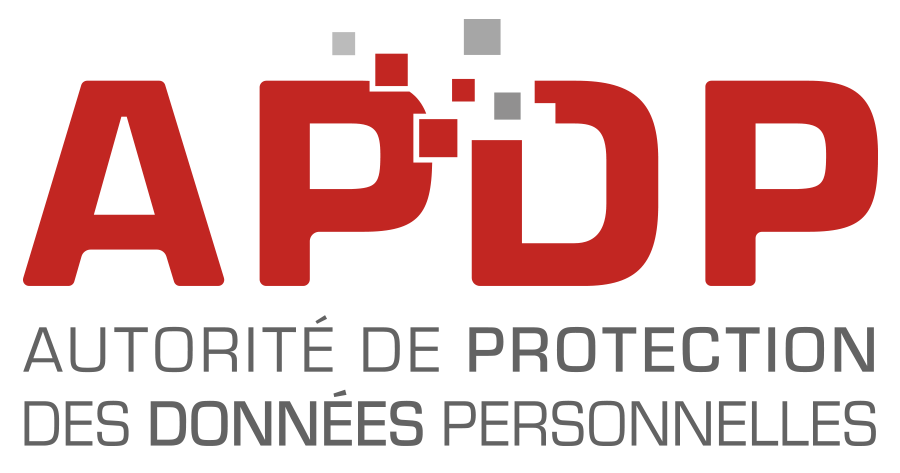 APDP
AUTORITÉ DE PROTECTION
DES DONNÉES PERSONNELLES